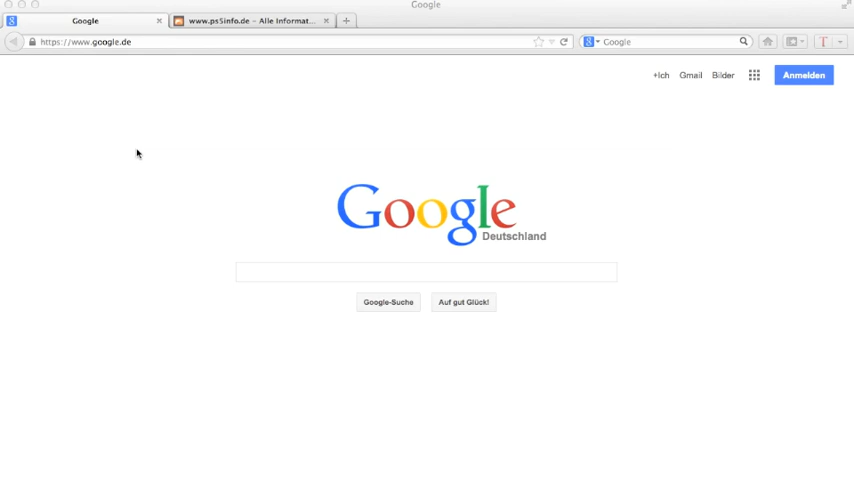 Google
Google
www.ps5info.de – Alle Informat...
https://www.google.de
Google
+Ich Gmail Bilder Anmelden
Google
Deutschland
Google-Suche Auf gut Glück!